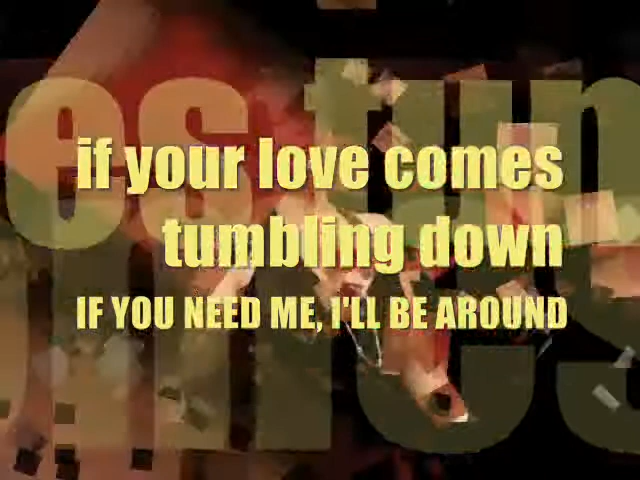 if your love comes
tumbling down
IF YOU NEED ME, I'LL BE AROUND